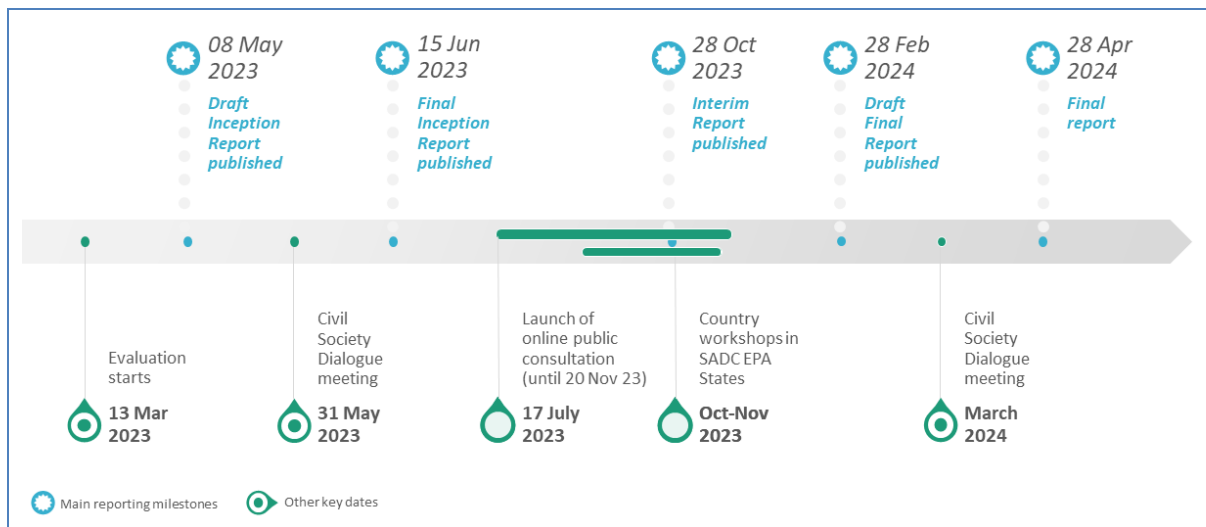 08 May
2023
Draft
Inception
Report
published
15 Jun
2023
Final
Inception
Report
published
28 Oct
2023
Interim
Report
published
28 Feb
2024
Draft
Final
Report
published
28 Apr
2024
Final
report
Evaluation
starts
13 Mar
2023
Civil
Society
Dialogue
meeting
31 May
2023
Launch of
online public
consultation
(until 20 Nov 23)
17 July
2023
Country
workshops in
SADC EPA
States
Oct-Nov
2023
Civil
Society
Dialogue
meeting
March
2024
Main reporting milestones
Other key dates